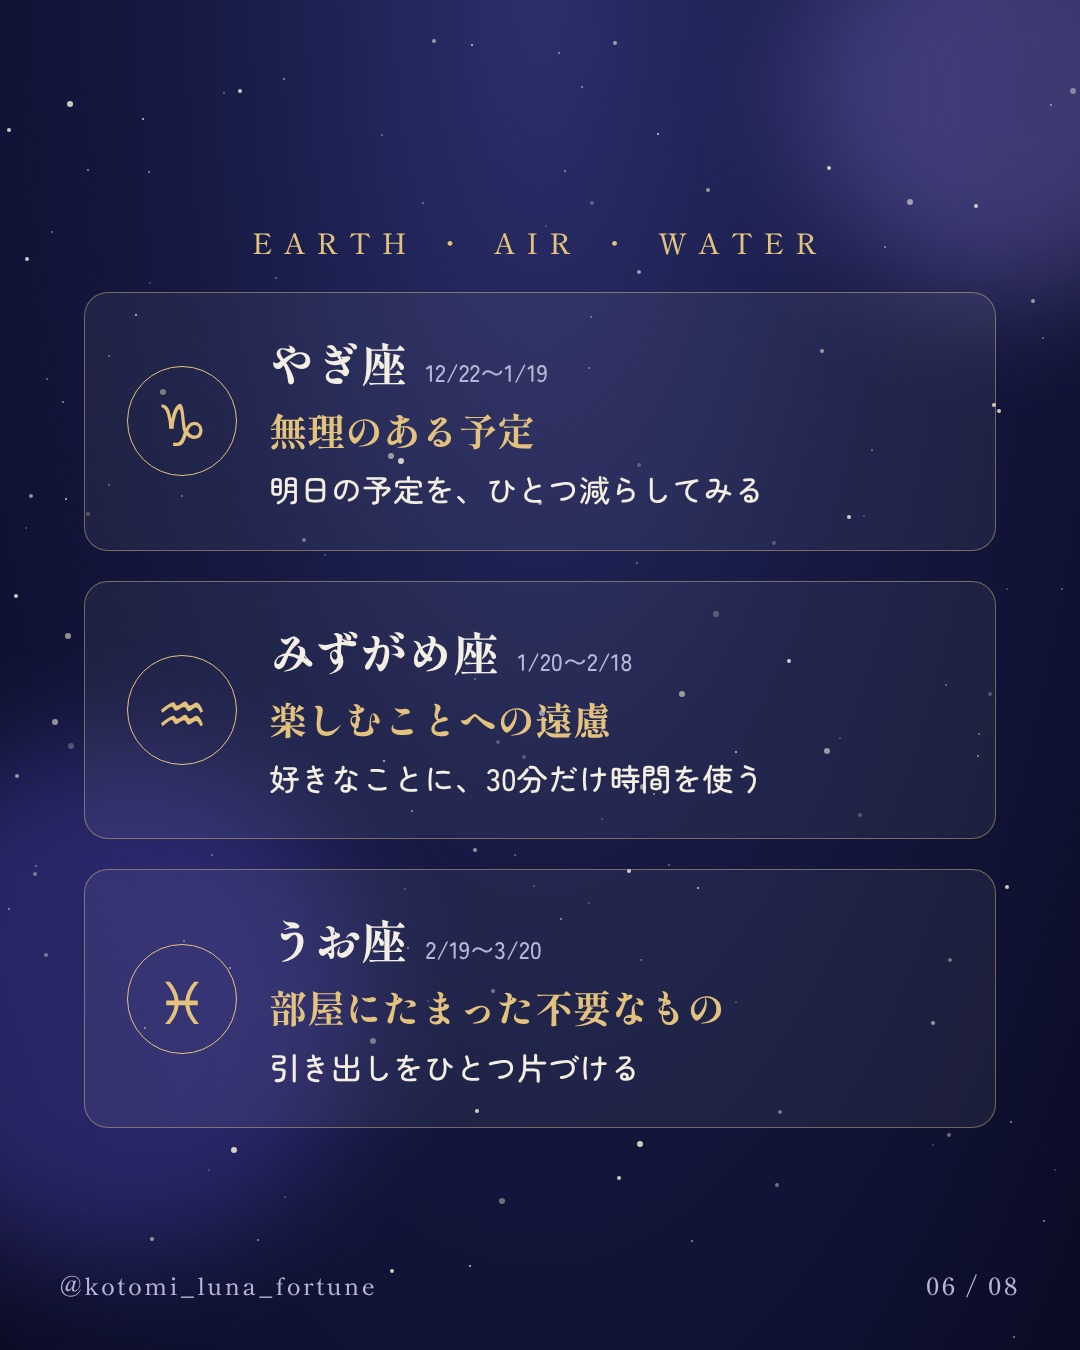 EARTH · AIR · WATER
♑
やぎ座 12/22〜1/19
無理のある予定
明日の予定を、ひとつ減らしてみる
♒
みずがめ座 1/20〜2/18
楽しむことへの遠慮
好きなことに、30分だけ時間を使う
♓
うお座 2/19〜3/20
部屋にたまった不要なもの
引き出しをひとつ片づける
@kotomi_luna_fortune
06 / 08